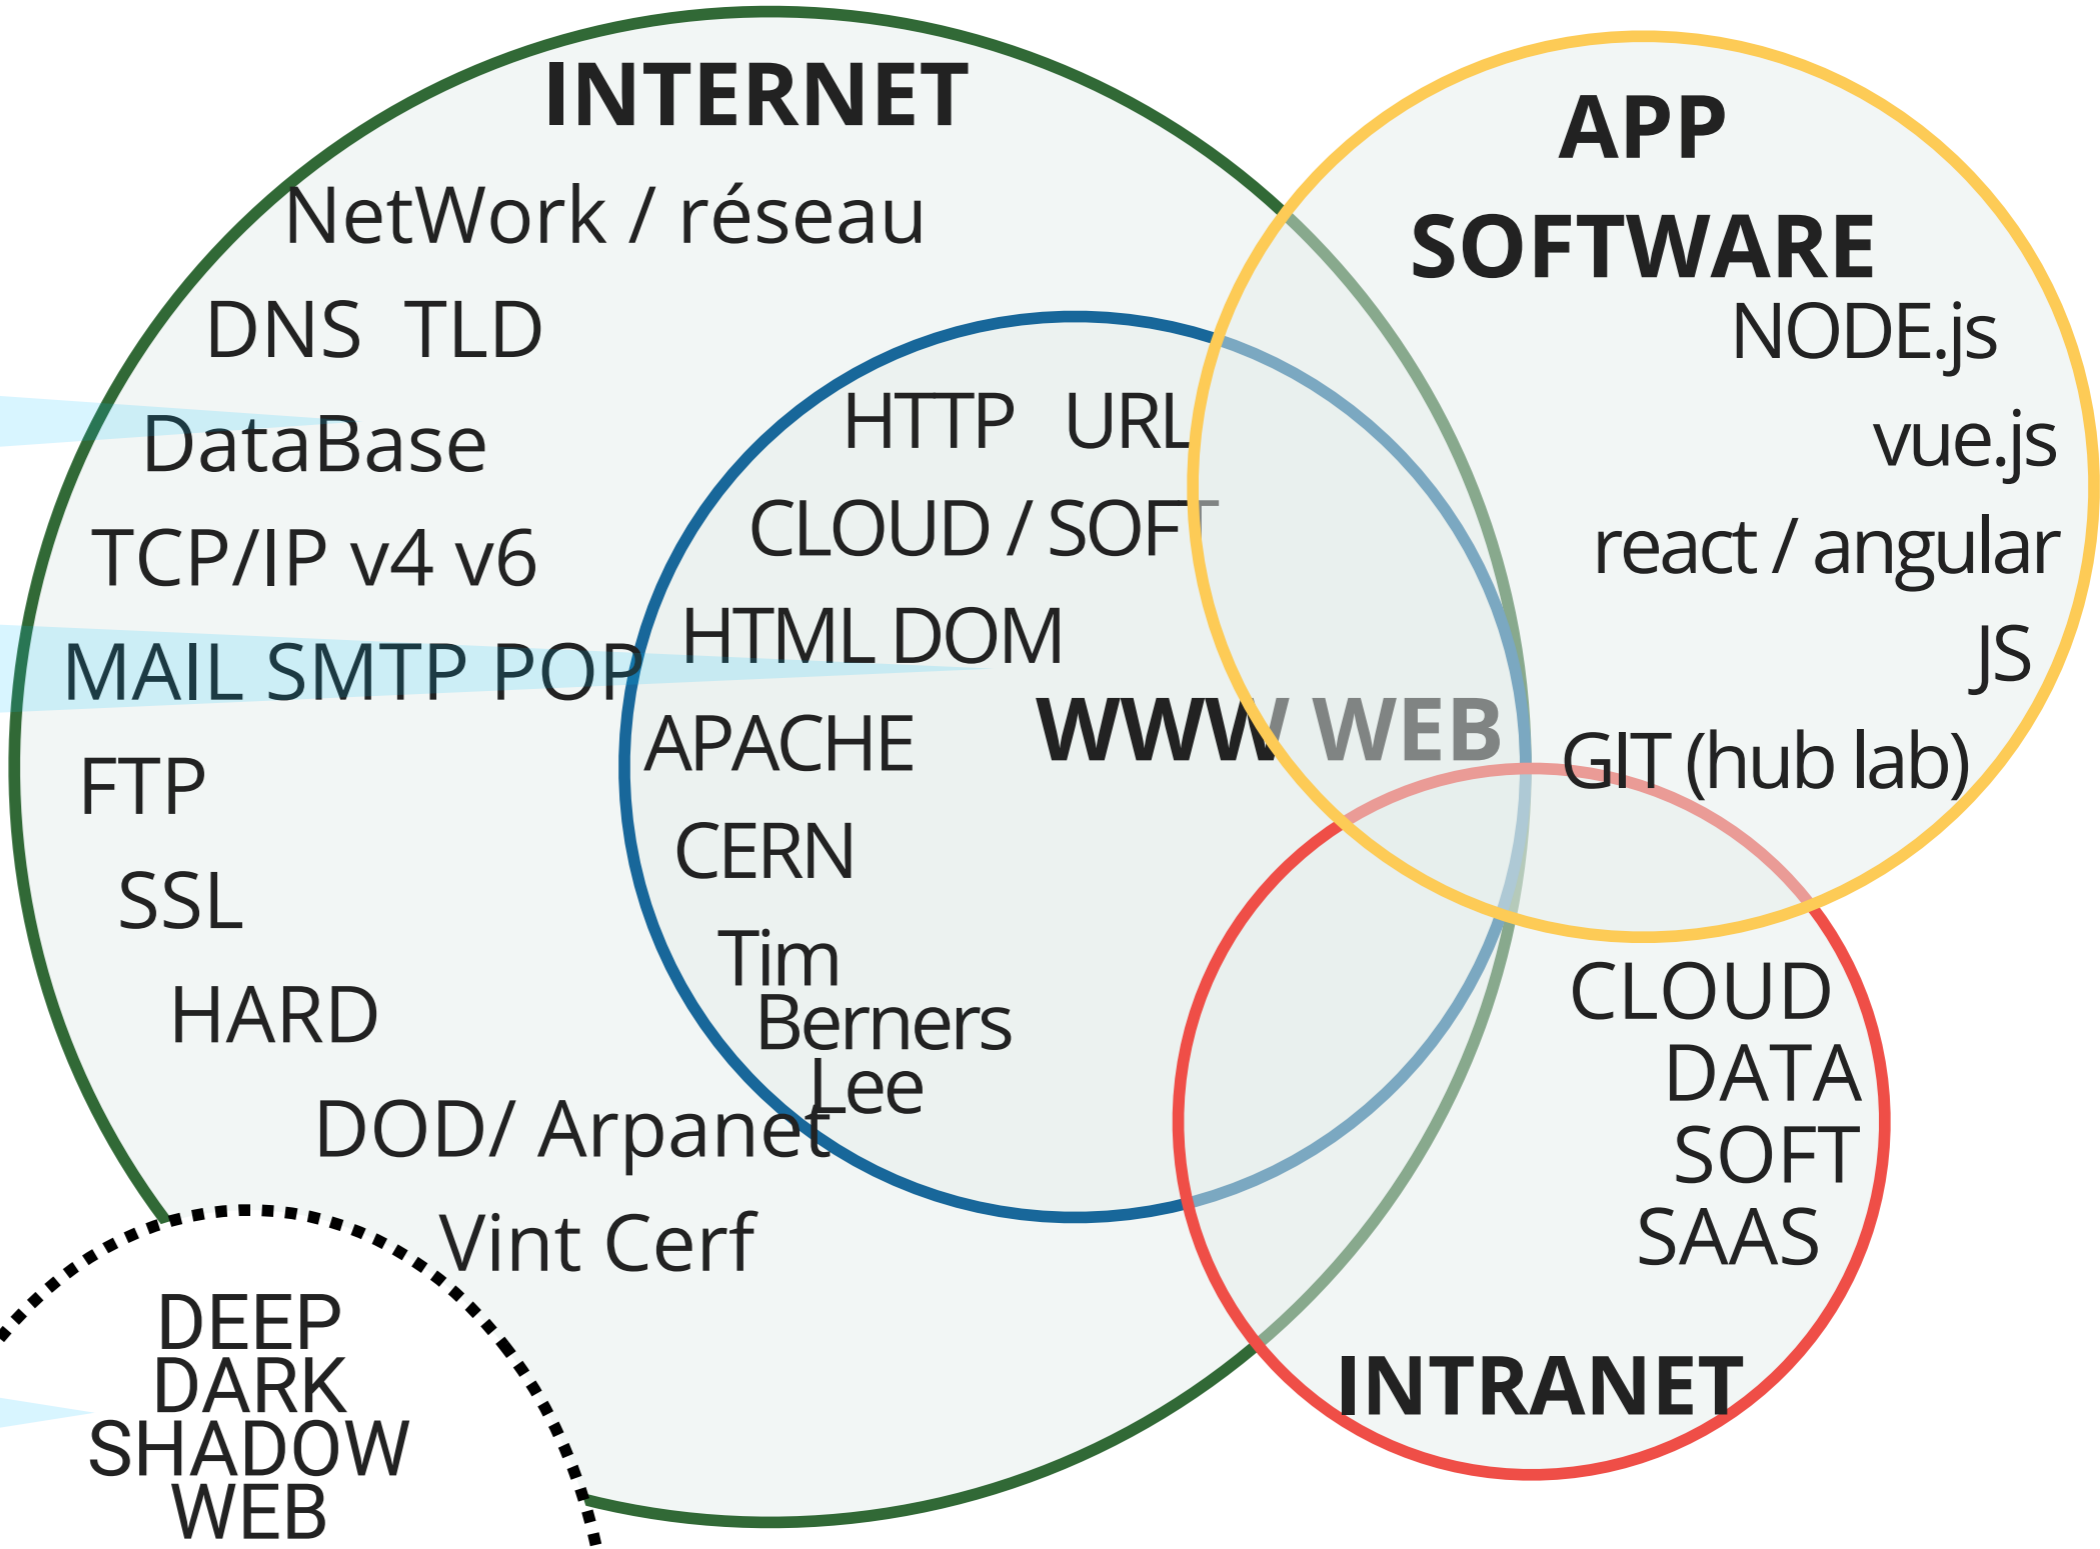 INTERNET
NetWork / réseau
DNS TLD
DataBase
TCP/IP v4 v6
MAIL SMTP POP
FTP
SSL
HARD
DOD/ Arpanet
Vint Cerf
DEEP
DARK
SHADOW
WEB
HTTP URL
CLOUD / SOFT
HTML DOM
WWW WEB
APACHE
CERN
Tim
Berners
Lee
APP
SOFTWARE
NODE.js
vue.js
react / angular
JS
GIT (hub lab)
CLOUD
DATA
SOFT
SAAS
INTRANET